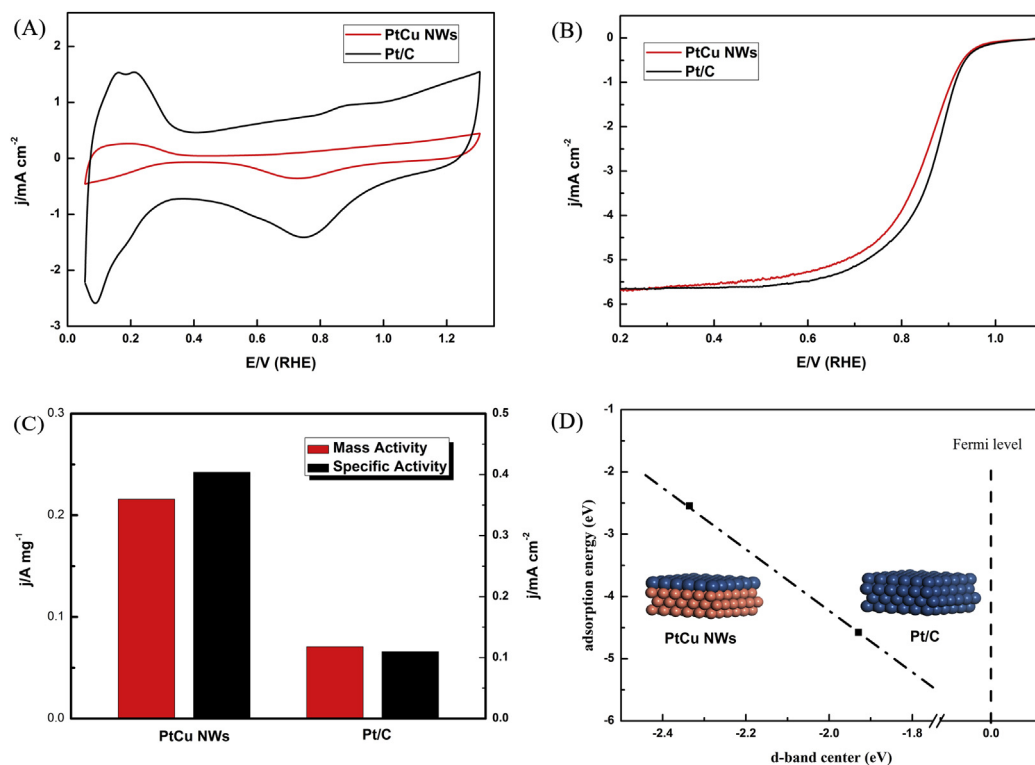 (A)
PtCu NWs
Pt/C
j/mA cm-2
2
1
0
-1
-2
-3
0.0 0.2 0.4 0.6 0.8 1.0 1.2
E/V (RHE)
(B)
PtCu NWs
Pt/C
j/mA cm-2
0
-1
-2
-3
-4
-5
-6
0.2 0.4 0.6 0.8 1.0
E/V (RHE)
(C)
Mass Activity
Specific Activity
j/A mg-1
0.3
0.2
0.1
0.0
j/mA cm-2
0.5
0.4
0.3
0.2
0.1
0.0
PtCu NWs Pt/C
(D)
Fermi level
adsorption energy (eV)
-1
-2
-3
-4
-5
-6
PtCu NWs
Pt/C
-2.4 -2.2 -2.0 -1.8 0.0
d-band center (eV)